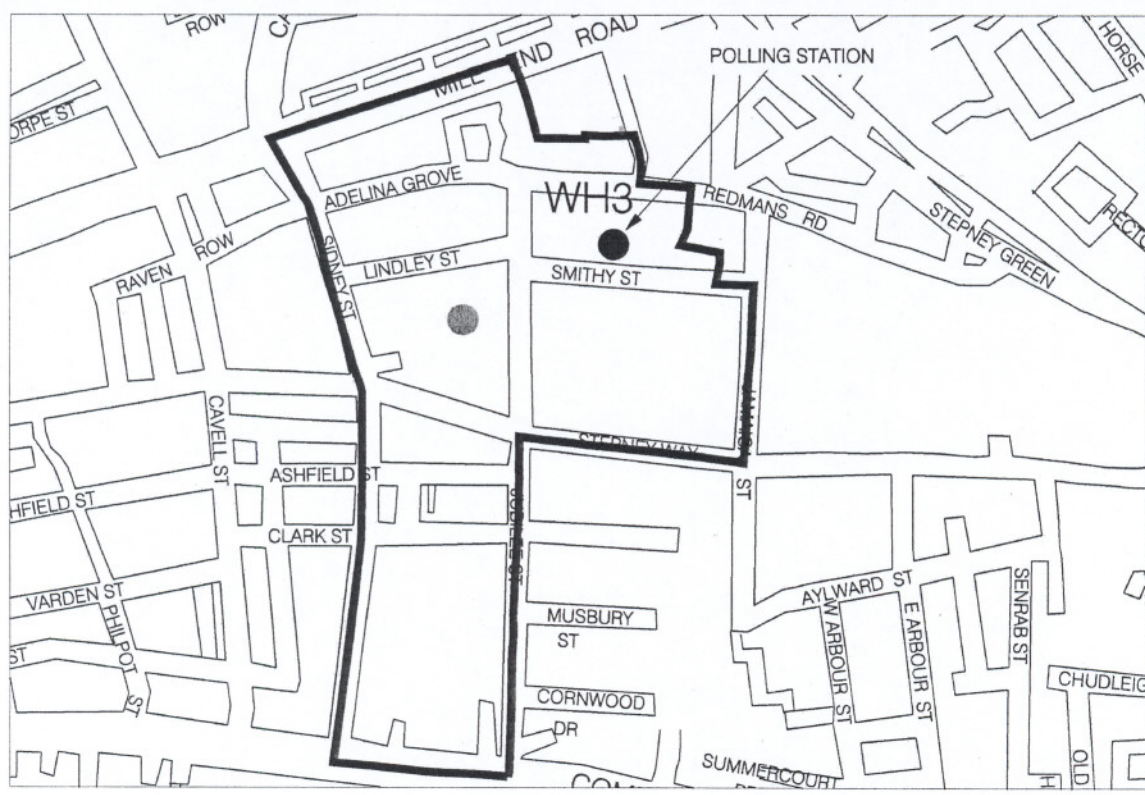 ROW
MILE END ROAD
POLLING STATION
HORSE
ORPE ST
ADELINA GROVE
WH3
REDMANS RD
STEPNEY GREEN
RAVEN ROW
SIDNEY ST
LINDLEY ST
SMITHY ST
CAVELL ST
STEPNEY WAY
ST
ASHFIELD ST
HFIELD ST
JUBILEE ST
CLARK ST
VARDEN ST
PHILPOT ST
ST
MUSBURY
ST
AYLWARD ST
W ARBOUR ST
E ARBOUR ST
SENRAB ST
CHUDLEIG
CORNWOOD
DR
SUMMERCOURT
OLD
H